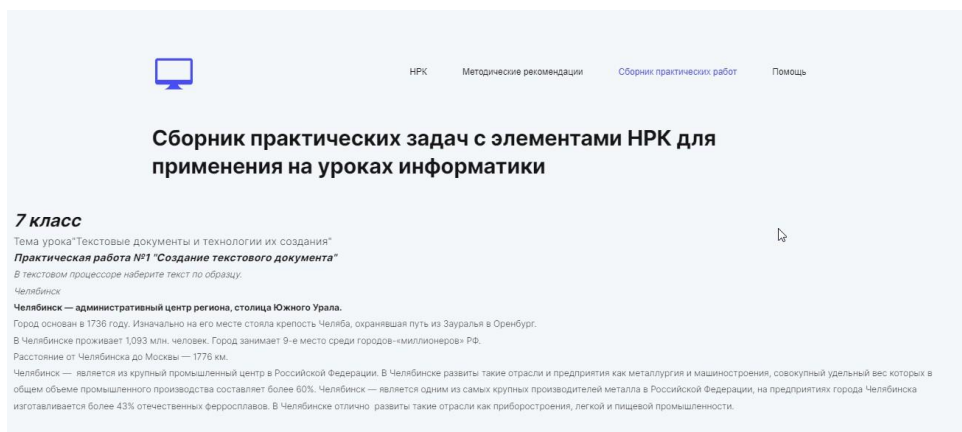 НРК Методические рекомендации Сборник практических работ Помощь
Сборник практических задач с элементами НРК для
применения на уроках информатики
7 класс
Тема урока"Текстовые документы и технологии их создания"
Практическая работа №1 "Создание текстового документа"
В текстовом процессоре наберите текст по образцу.
Челябинск
Челябинск — административный центр региона, столица Южного Урала.
Город основан в 1736 году. Изначально на его месте стояла крепость Челяба, охранявшая путь из Зауралья в Оренбург.
В Челябинске проживает 1,093 млн. человек. Город занимает 9-е место среди городов-«миллионеров» РФ.
Расстояние от Челябинска до Москвы — 1776 км.
Челябинск — является из крупный промышленный центр в Российской Федерации. В Челябинске развиты такие отрасли и предприятия как металлургия и машиностроения, совокупный удельный вес которых в
общем объеме промышленного производства составляет более 60%. Челябинск — является одним из самых крупных производителей металла в Российской Федерации, на предприятиях города Челябинска
изготавливается более 43% отечественных ферросплавов. В Челябинске отлично развиты такие отрасли как приборостроения, легкой и пищевой промышленности.